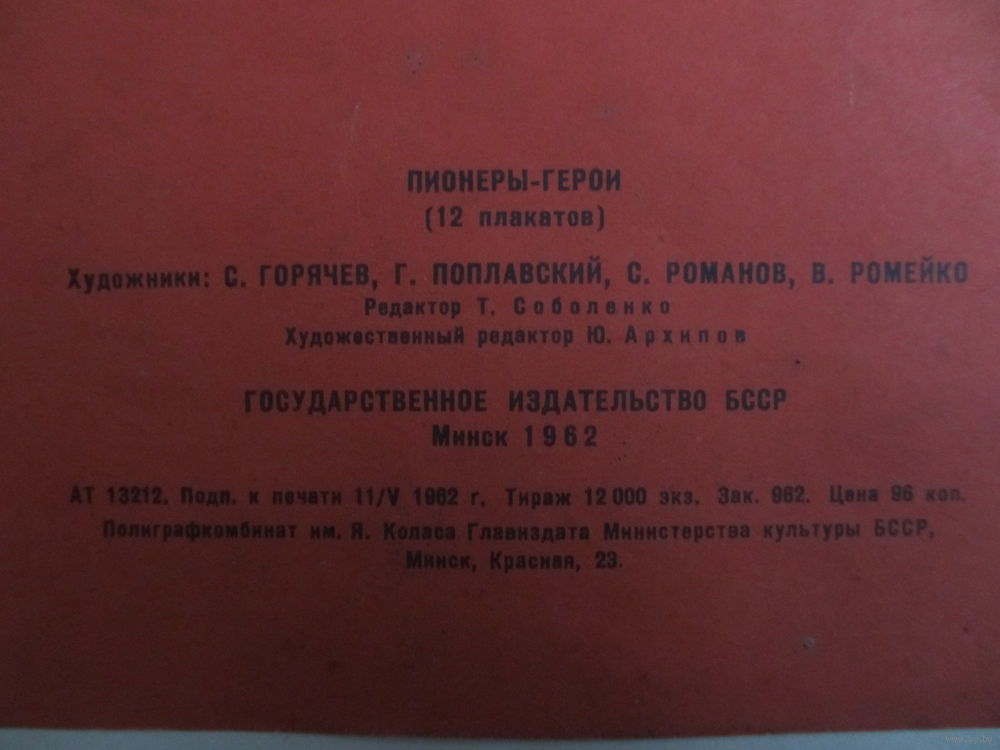 ПИОНЕРЫ-ГЕРОИ
(12 плакатов)
Художники: С. ГОРЯЧЕВ, Г. ПОПЛАВСКИЙ, С. РОМАНОВ, В. РОМЕЙКО
Редактор Т. Соболенко
Художественный редактор Ю. Архипов
ГОСУДАРСТВЕННОЕ ИЗДАТЕЛЬСТВО БССР
Минск 1962
АТ 13212. Подп. к печати 11/V 1962 г. Тираж 12 000 экз. Зак. 962. Цена 96 коп.
Полиграфкомбинат им. Я. Коласа Главиздата Министерства культуры БССР,
Минск, Красная, 23.